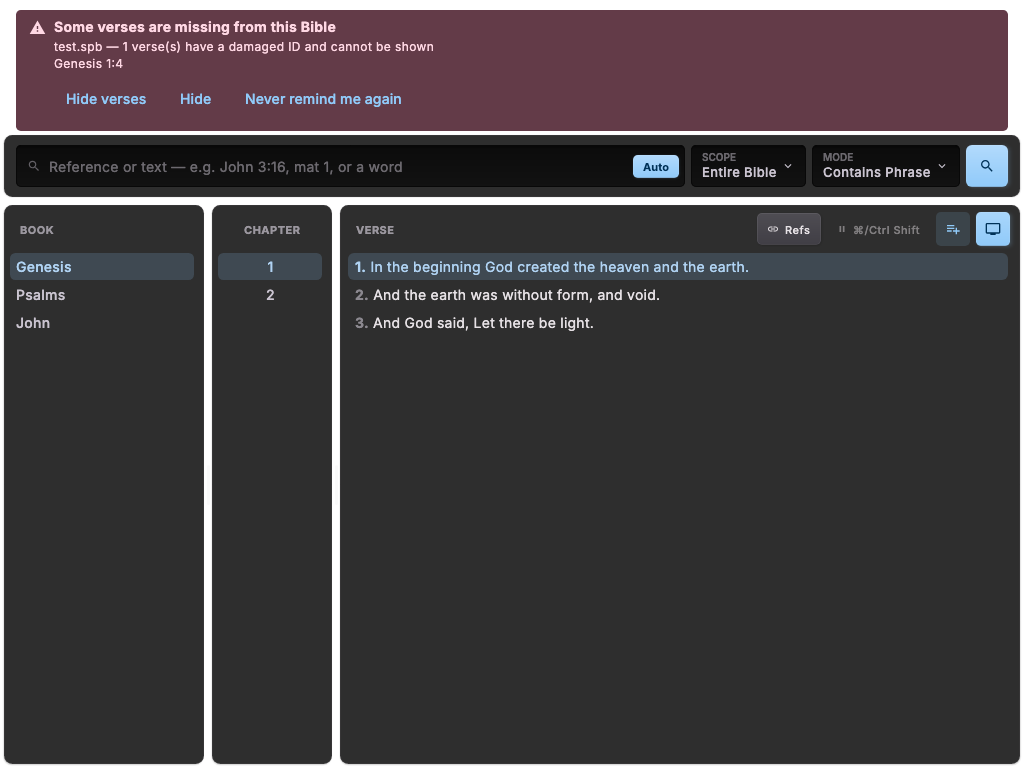 Some verses are missing from this Bible
test.spb — 1 verse(s) have a damaged ID and cannot be shown
Genesis 1:4
Hide verses Hide Never remind me again
Reference or text — e.g. John 3:16, mat 1, or a word
Auto
SCOPE
Entire Bible
MODE
Contains Phrase
BOOK
Genesis
Psalms
John
CHAPTER
1
2
VERSE
Refs
⌘/Ctrl Shift
1. In the beginning God created the heaven and the earth.
2. And the earth was without form, and void.
3. And God said, Let there be light.